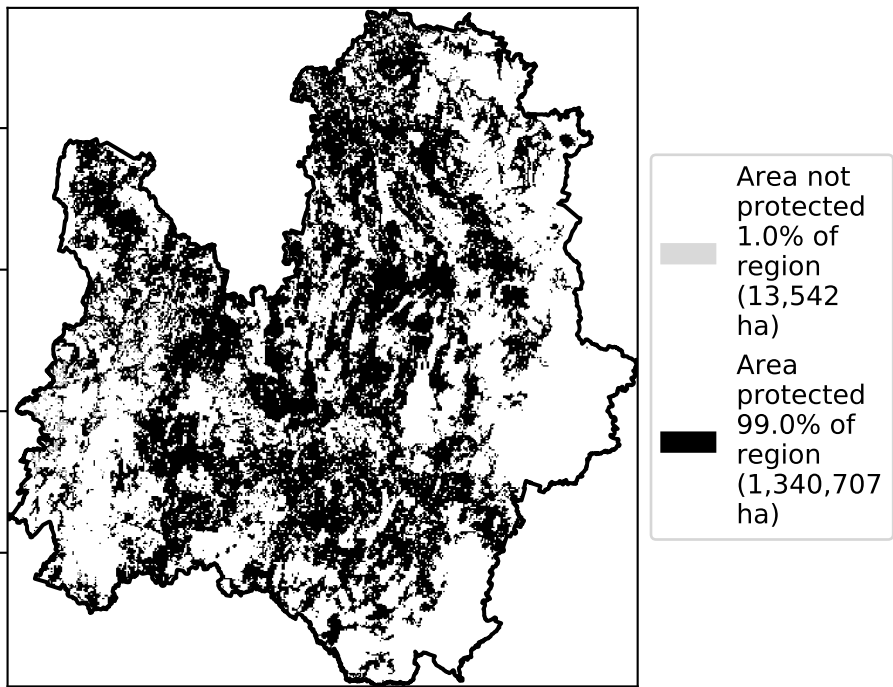 Area not
protected
1.0% of
region
(13,542
ha)
Area
protected
99.0% of
region
(1,340,707
ha)